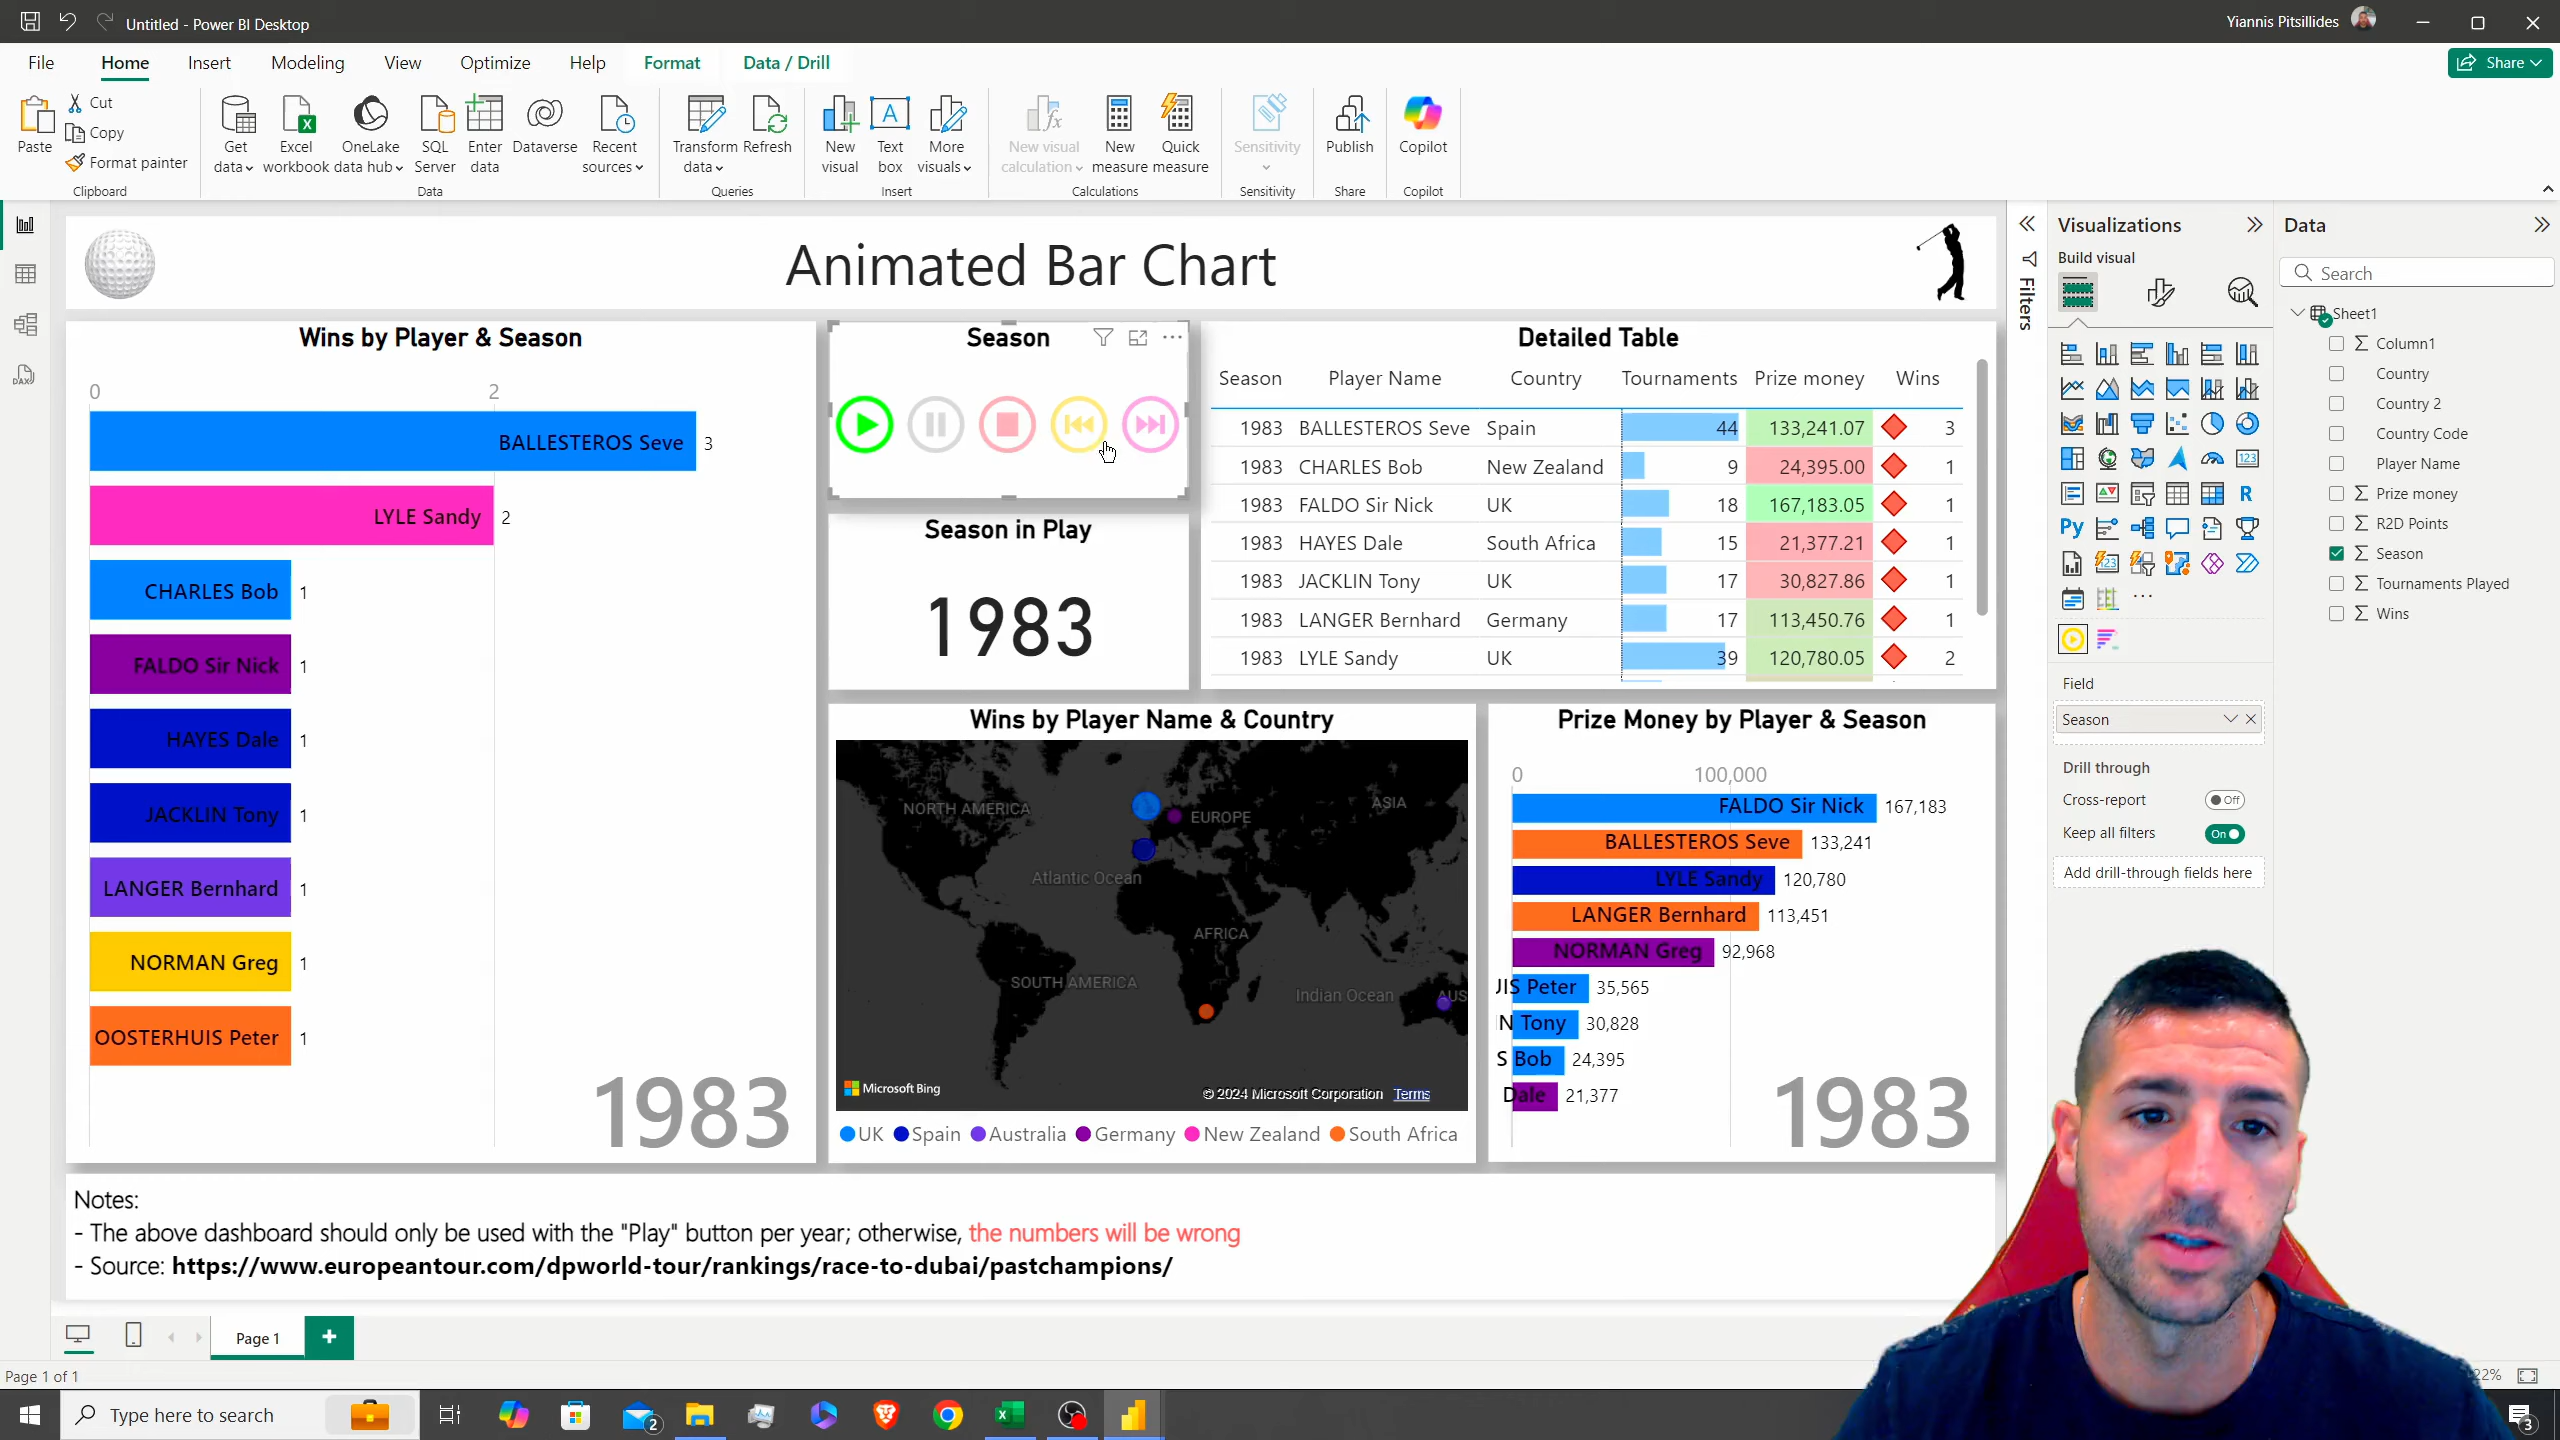 Untitled - Power BI Desktop
Yiannis Pitsillides
File Home Insert Modeling View Optimize Help Format Data / Drill
Share
Paste
Cut
Copy
Format painter
Clipboard
Get data
Excel workbook
OneLake data hub
SQL Server
Enter data
Dataverse
Recent sources
Data
Transform data
Refresh
Queries
New visual
Text box
More visuals
Insert
New visual calculation
New measure
Quick measure
Calculations
Sensitivity
Sensitivity
Publish
Share
Copilot
Copilot
Animated Bar Chart
Wins by Player & Season
0 2
BALLESTEROS Seve 3
LYLE Sandy 2
CHARLES Bob 1
FALDO Sir Nick 1
HAYES Dale 1
JACKLIN Tony 1
LANGER Bernhard 1
NORMAN Greg 1
OOSTERHUIS Peter 1
1983
Season
Season in Play
1983
Detailed Table
Season Player Name Country Tournaments Prize money Wins
1983 BALLESTEROS Seve Spain 44 133,241.07 3
1983 CHARLES Bob New Zealand 9 24,395.00 1
1983 FALDO Sir Nick UK 18 167,183.05 1
1983 HAYES Dale South Africa 15 21,377.21 1
1983 JACKLIN Tony UK 17 30,827.86 1
1983 LANGER Bernhard Germany 17 113,450.76 1
1983 LYLE Sandy UK 39 120,780.05 2
Wins by Player Name & Country
NORTH AMERICA
EUROPE
ASIA
Atlantic Ocean
AFRICA
SOUTH AMERICA
Indian Ocean
AUS
Microsoft Bing
© 2024 Microsoft Corporation Terms
UK Spain Australia Germany New Zealand South Africa
Prize Money by Player & Season
0 100,000
FALDO Sir Nick 167,183
BALLESTEROS Seve 133,241
LYLE Sandy 120,780
LANGER Bernhard 113,451
NORMAN Greg 92,968
JIS Peter 35,565
N Tony 30,828
S Bob 24,395
Dale 21,377
1983
Notes:
- The above dashboard should only be used with the "Play" button per year; otherwise, the numbers will be wrong
- Source: https://www.europeantour.com/dpworld-tour/rankings/race-to-dubai/pastchampions/
Filters
Visualizations
Build visual
Field
Season
Drill through
Cross-report Off
Keep all filters On
Add drill-through fields here
Data
Search
Sheet1
Column1
Country
Country 2
Country Code
Player Name
Prize money
R2D Points
Season
Tournaments Played
Wins
Page 1
Page 1 of 1
22%
Type here to search
2
3